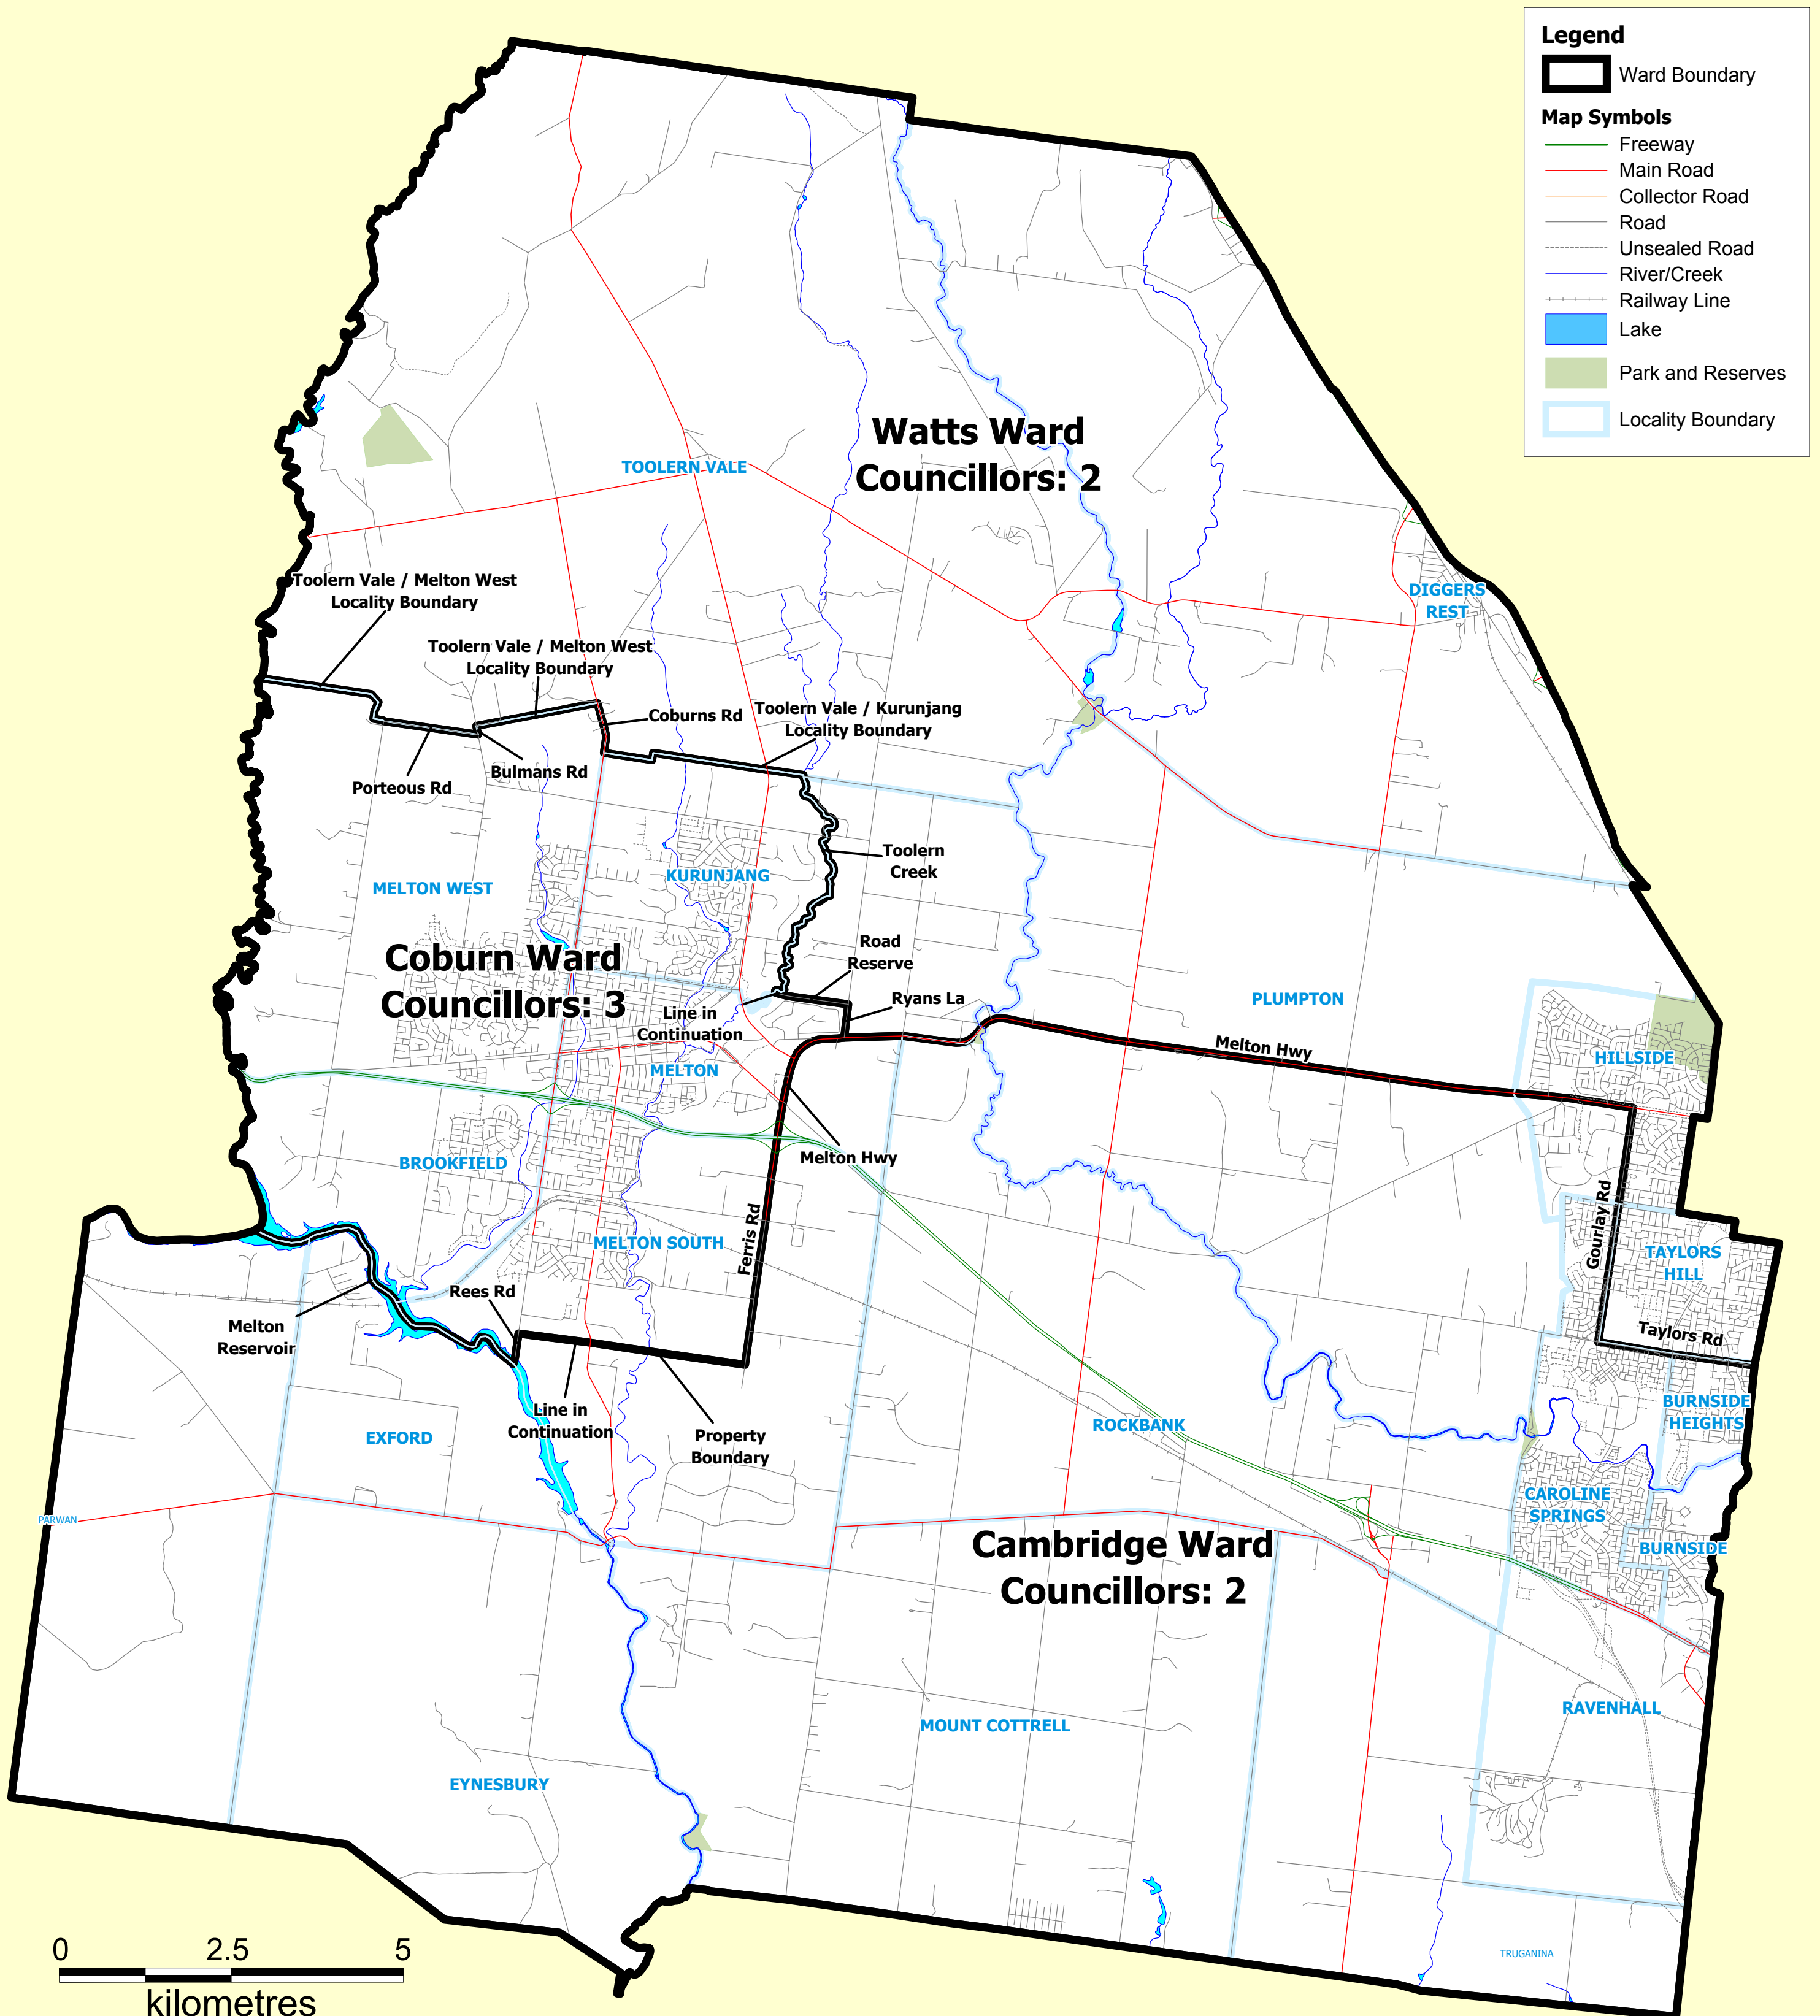 Legend
Ward Boundary
Map Symbols
Freeway
Main Road
Collector Road
Road
Unsealed Road
River/Creek
Railway Line
Lake
Park and Reserves
Locality Boundary
Watts Ward
Councillors: 2
TOOLERN VALE
Toolern Vale / Melton West
Locality Boundary
DIGGERS
REST
Toolern Vale / Melton West
Locality Boundary
Coburns Rd
Toolern Vale / Kurunjang
Locality Boundary
Bulmans Rd
Porteous Rd
Toolern
Creek
KURUNJANG
MELTON WEST
Coburn Ward
Councillors: 3
Road
Reserve
Ryans La
Line in
Continuation
PLUMPTON
Melton Hwy
HILLSIDE
MELTON
Melton Hwy
BROOKFIELD
Ferris Rd
Gourlay Rd
MELTON SOUTH
TAYLORS
HILL
Rees Rd
Melton
Reservoir
Taylors Rd
Line in
Continuation
Property
Boundary
EXFORD
ROCKBANK
BURNSIDE
HEIGHTS
CAROLINE
SPRINGS
PARWAN
BURNSIDE
Cambridge Ward
Councillors: 2
RAVENHALL
MOUNT COTTRELL
EYNESBURY
TRUGANINA
0 2.5 5
kilometres